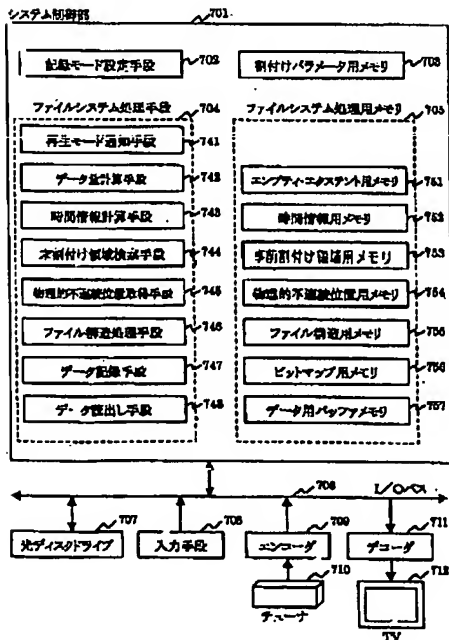 システム制御部 701
記録モード設定手段 702
割付けパラメータ用メモリ 703
ファイルシステム処理手段 704
ファイルシステム処理用メモリ 705
再生モード通知手段 741
データ量計算手段 742
エンプティ・エクステント用メモリ 751
時間情報計算手段 743
時間情報用メモリ 752
未割付け領域検索手段 744
事前割付け領域用メモリ 753
物理的不連続位置取得手段 745
物理的不連続位置用メモリ 754
ファイル構造処理手段 746
ファイル構造用メモリ 755
データ記録手段 747
ビットマップ用メモリ 756
データ読出し手段 748
データ用バッファメモリ 757
706 I/Oバス
707 708 709 711
光ディスクドライブ 入力手段 エンコーダ デコーダ
710 712
チューナ TV